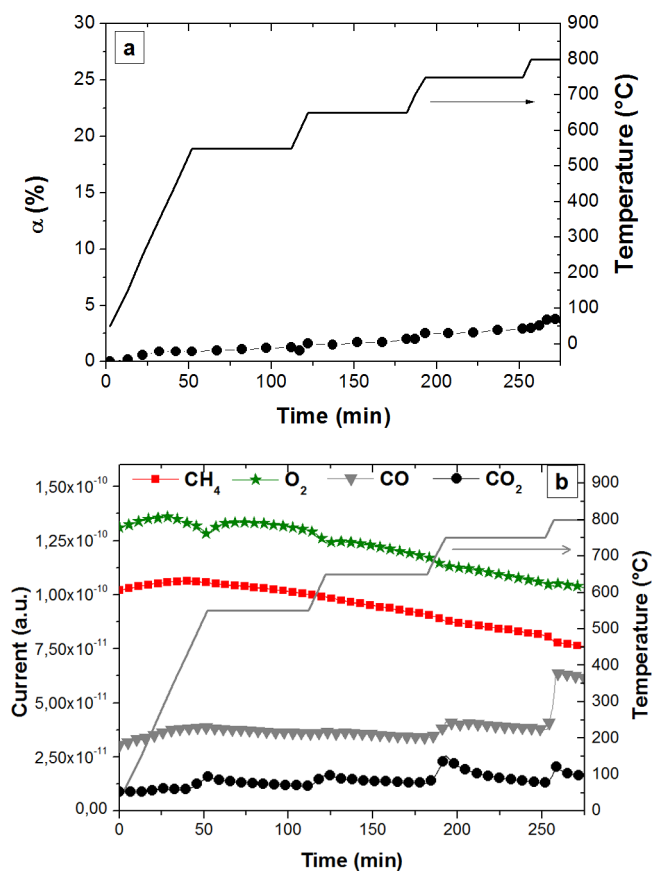 a
30
25
20
15
10
5
0
α (%)
900
800
700
600
500
400
300
200
100
0
Temperature (°C)
0 50 100 150 200 250
Time (min)
CH4 O2 CO CO2
b
1,50x10-10
1,25x10-10
1,00x10-10
7,50x10-11
5,00x10-11
2,50x10-11
0,00
Current (a.u.)
950
900
800
700
600
500
400
300
200
100
0
Temperature (°C)
0 50 100 150 200 250
Time (min)